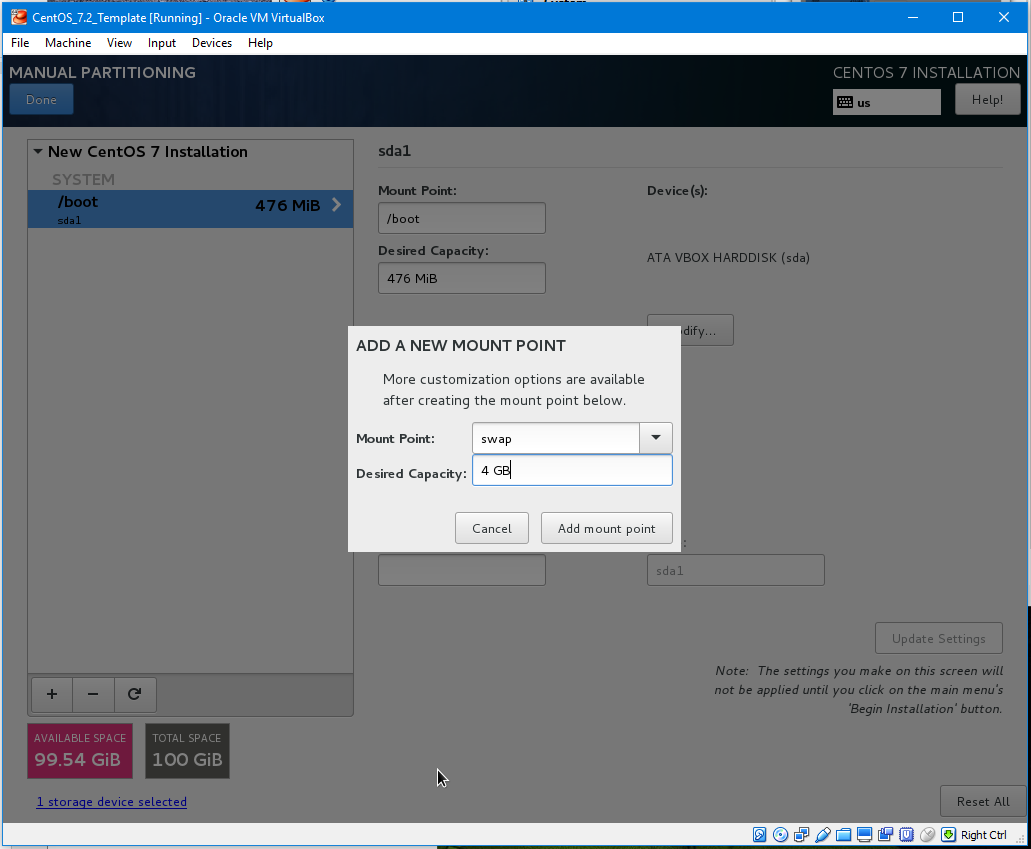 CentOS_7.2_Template [Running] - Oracle VM VirtualBox
File Machine View Input Devices Help
MANUAL PARTITIONING
CENTOS 7 INSTALLATION
Done
us
Help!
New CentOS 7 Installation
SYSTEM
/boot
476 MiB
sda1
sda1
Mount Point:
/boot
Desired Capacity:
476 MiB
Device(s):
ATA VBOX HARDDISK (sda)
ADD A NEW MOUNT POINT
More customization options are available
after creating the mount point below.
Mount Point:
swap
Desired Capacity:
4 GB
Cancel
Add mount point
sda1
Update Settings
Note: The settings you make on this screen will
not be applied until you click on the main menu's
'Begin Installation' button.
AVAILABLE SPACE
99.54 GiB
TOTAL SPACE
100 GiB
1 storage device selected
Reset All
Right Ctrl